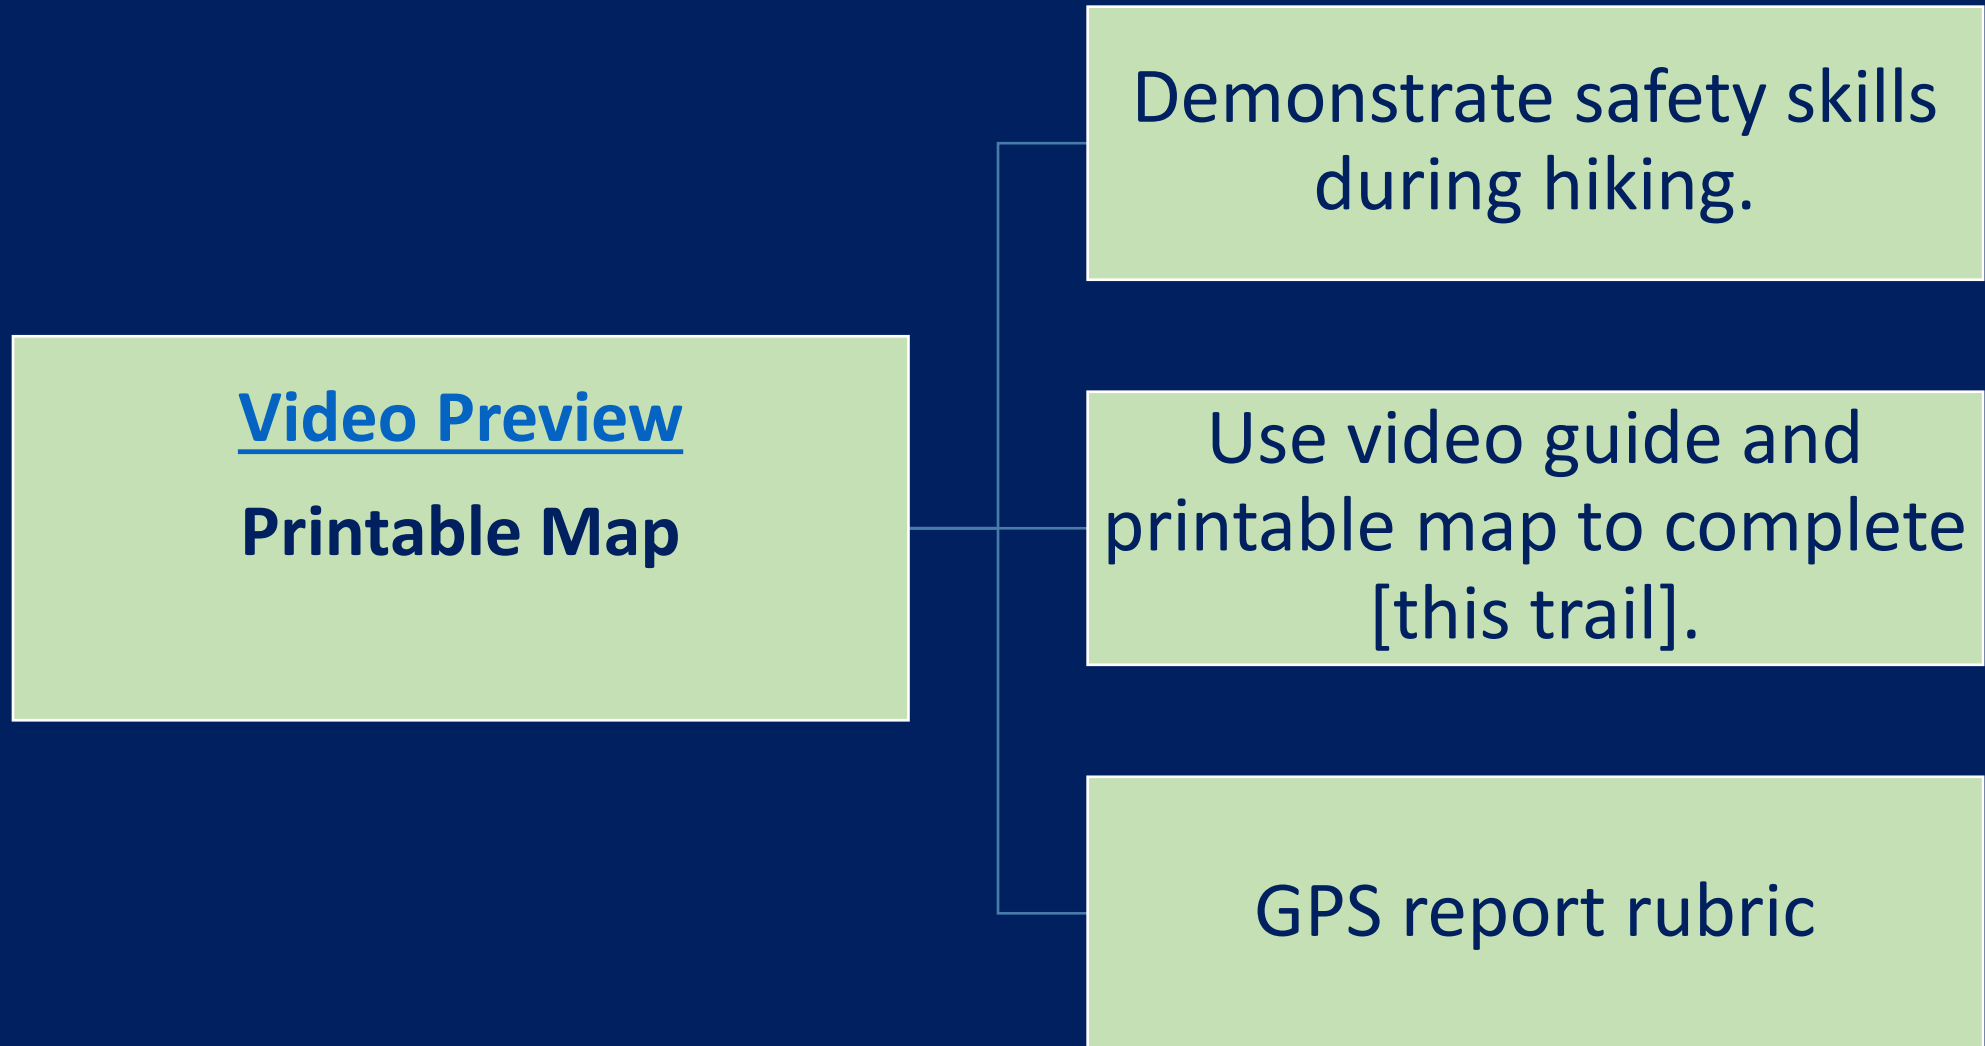 Video Preview
Printable Map
Demonstrate safety skills
during hiking.
Use video guide and
printable map to complete
[this trail].
GPS report rubric